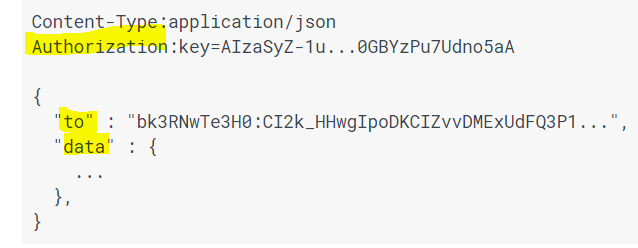 Content-Type:application/json
Authorization:key=AIzaSyZ-1u...0GBYzPu7Udno5aA
{
"to" : "bk3RNwTe3H0:CI2k_HHwgIpoDKCIZvvDMExUdFQ3P1...",
"data" : {
...
},
}